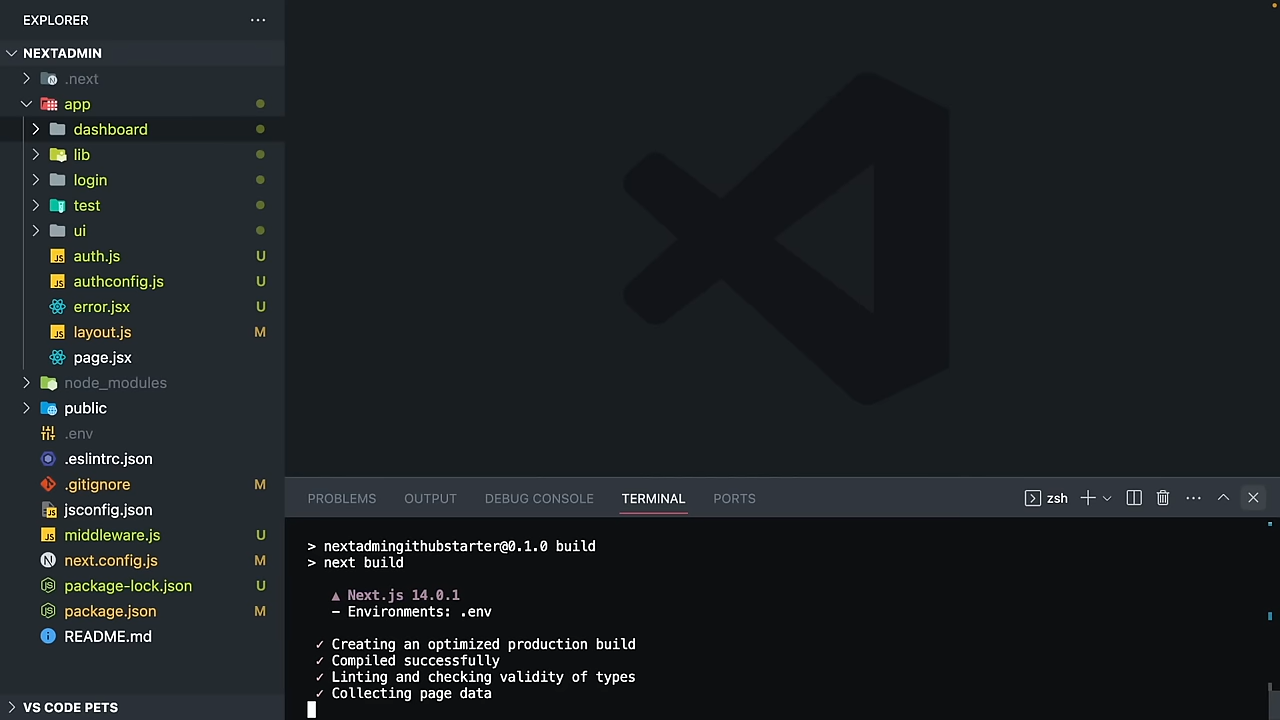 EXPLORER
NEXTADMIN
.next
app
dashboard
lib
login
test
ui
auth.js U
authconfig.js U
error.jsx U
layout.js M
page.jsx
node_modules
public
.env
.eslintrc.json
.gitignore M
jsconfig.json
middleware.js U
next.config.js M
package-lock.json U
package.json M
README.md
VS CODE PETS
PROBLEMS OUTPUT DEBUG CONSOLE TERMINAL PORTS zsh
> nextadmingithubstarter@0.1.0 build
> next build
▲ Next.js 14.0.1
- Environments: .env
✓ Creating an optimized production build
✓ Compiled successfully
✓ Linting and checking validity of types
✓ Collecting page data